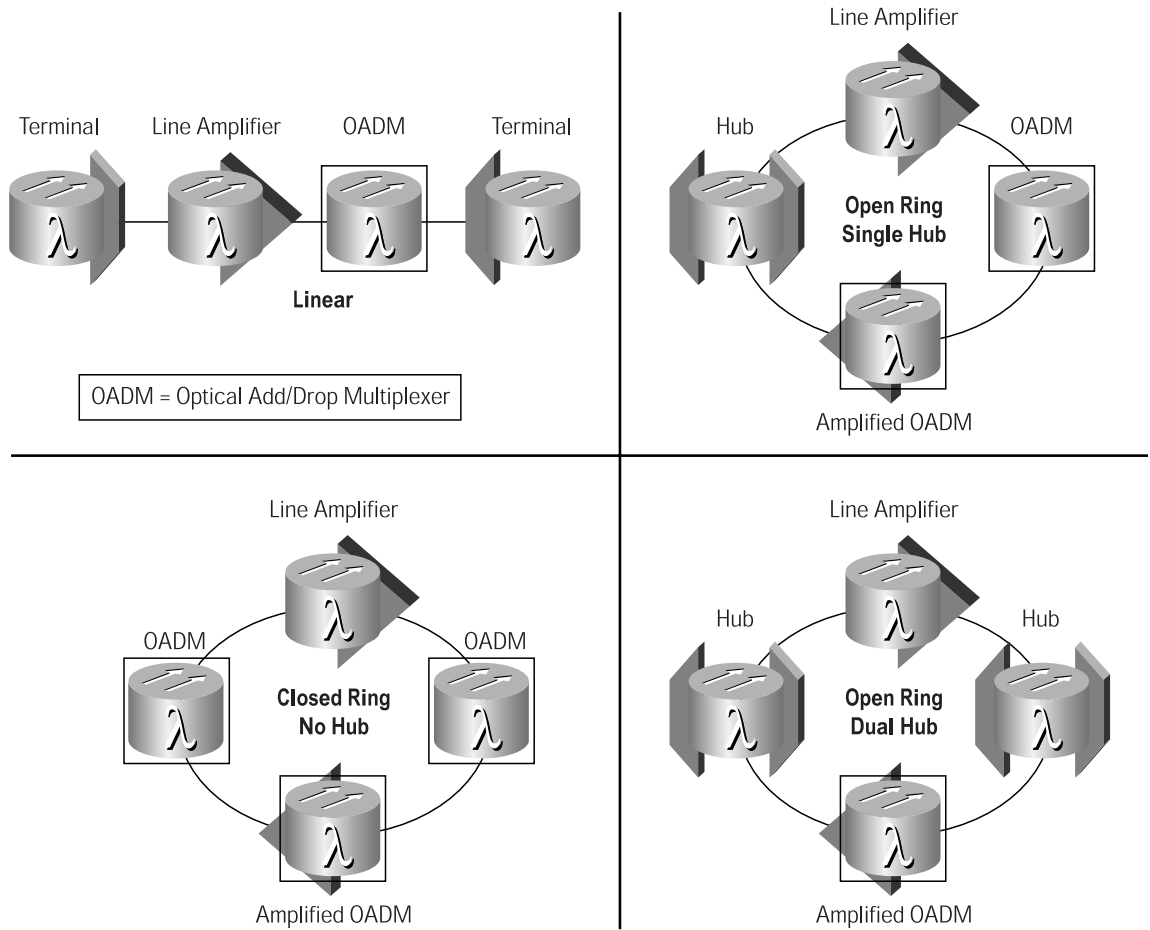 Terminal
Line Amplifier
OADM
Terminal
λ
λ
λ
λ
Linear
OADM = Optical Add/Drop Multiplexer
Line Amplifier
Hub
OADM
λ
λ
λ
λ
Open Ring
Single Hub
Amplified OADM
Line Amplifier
OADM
OADM
λ
λ
λ
λ
Closed Ring
No Hub
Amplified OADM
Line Amplifier
Hub
Hub
λ
λ
λ
λ
Open Ring
Dual Hub
Amplified OADM